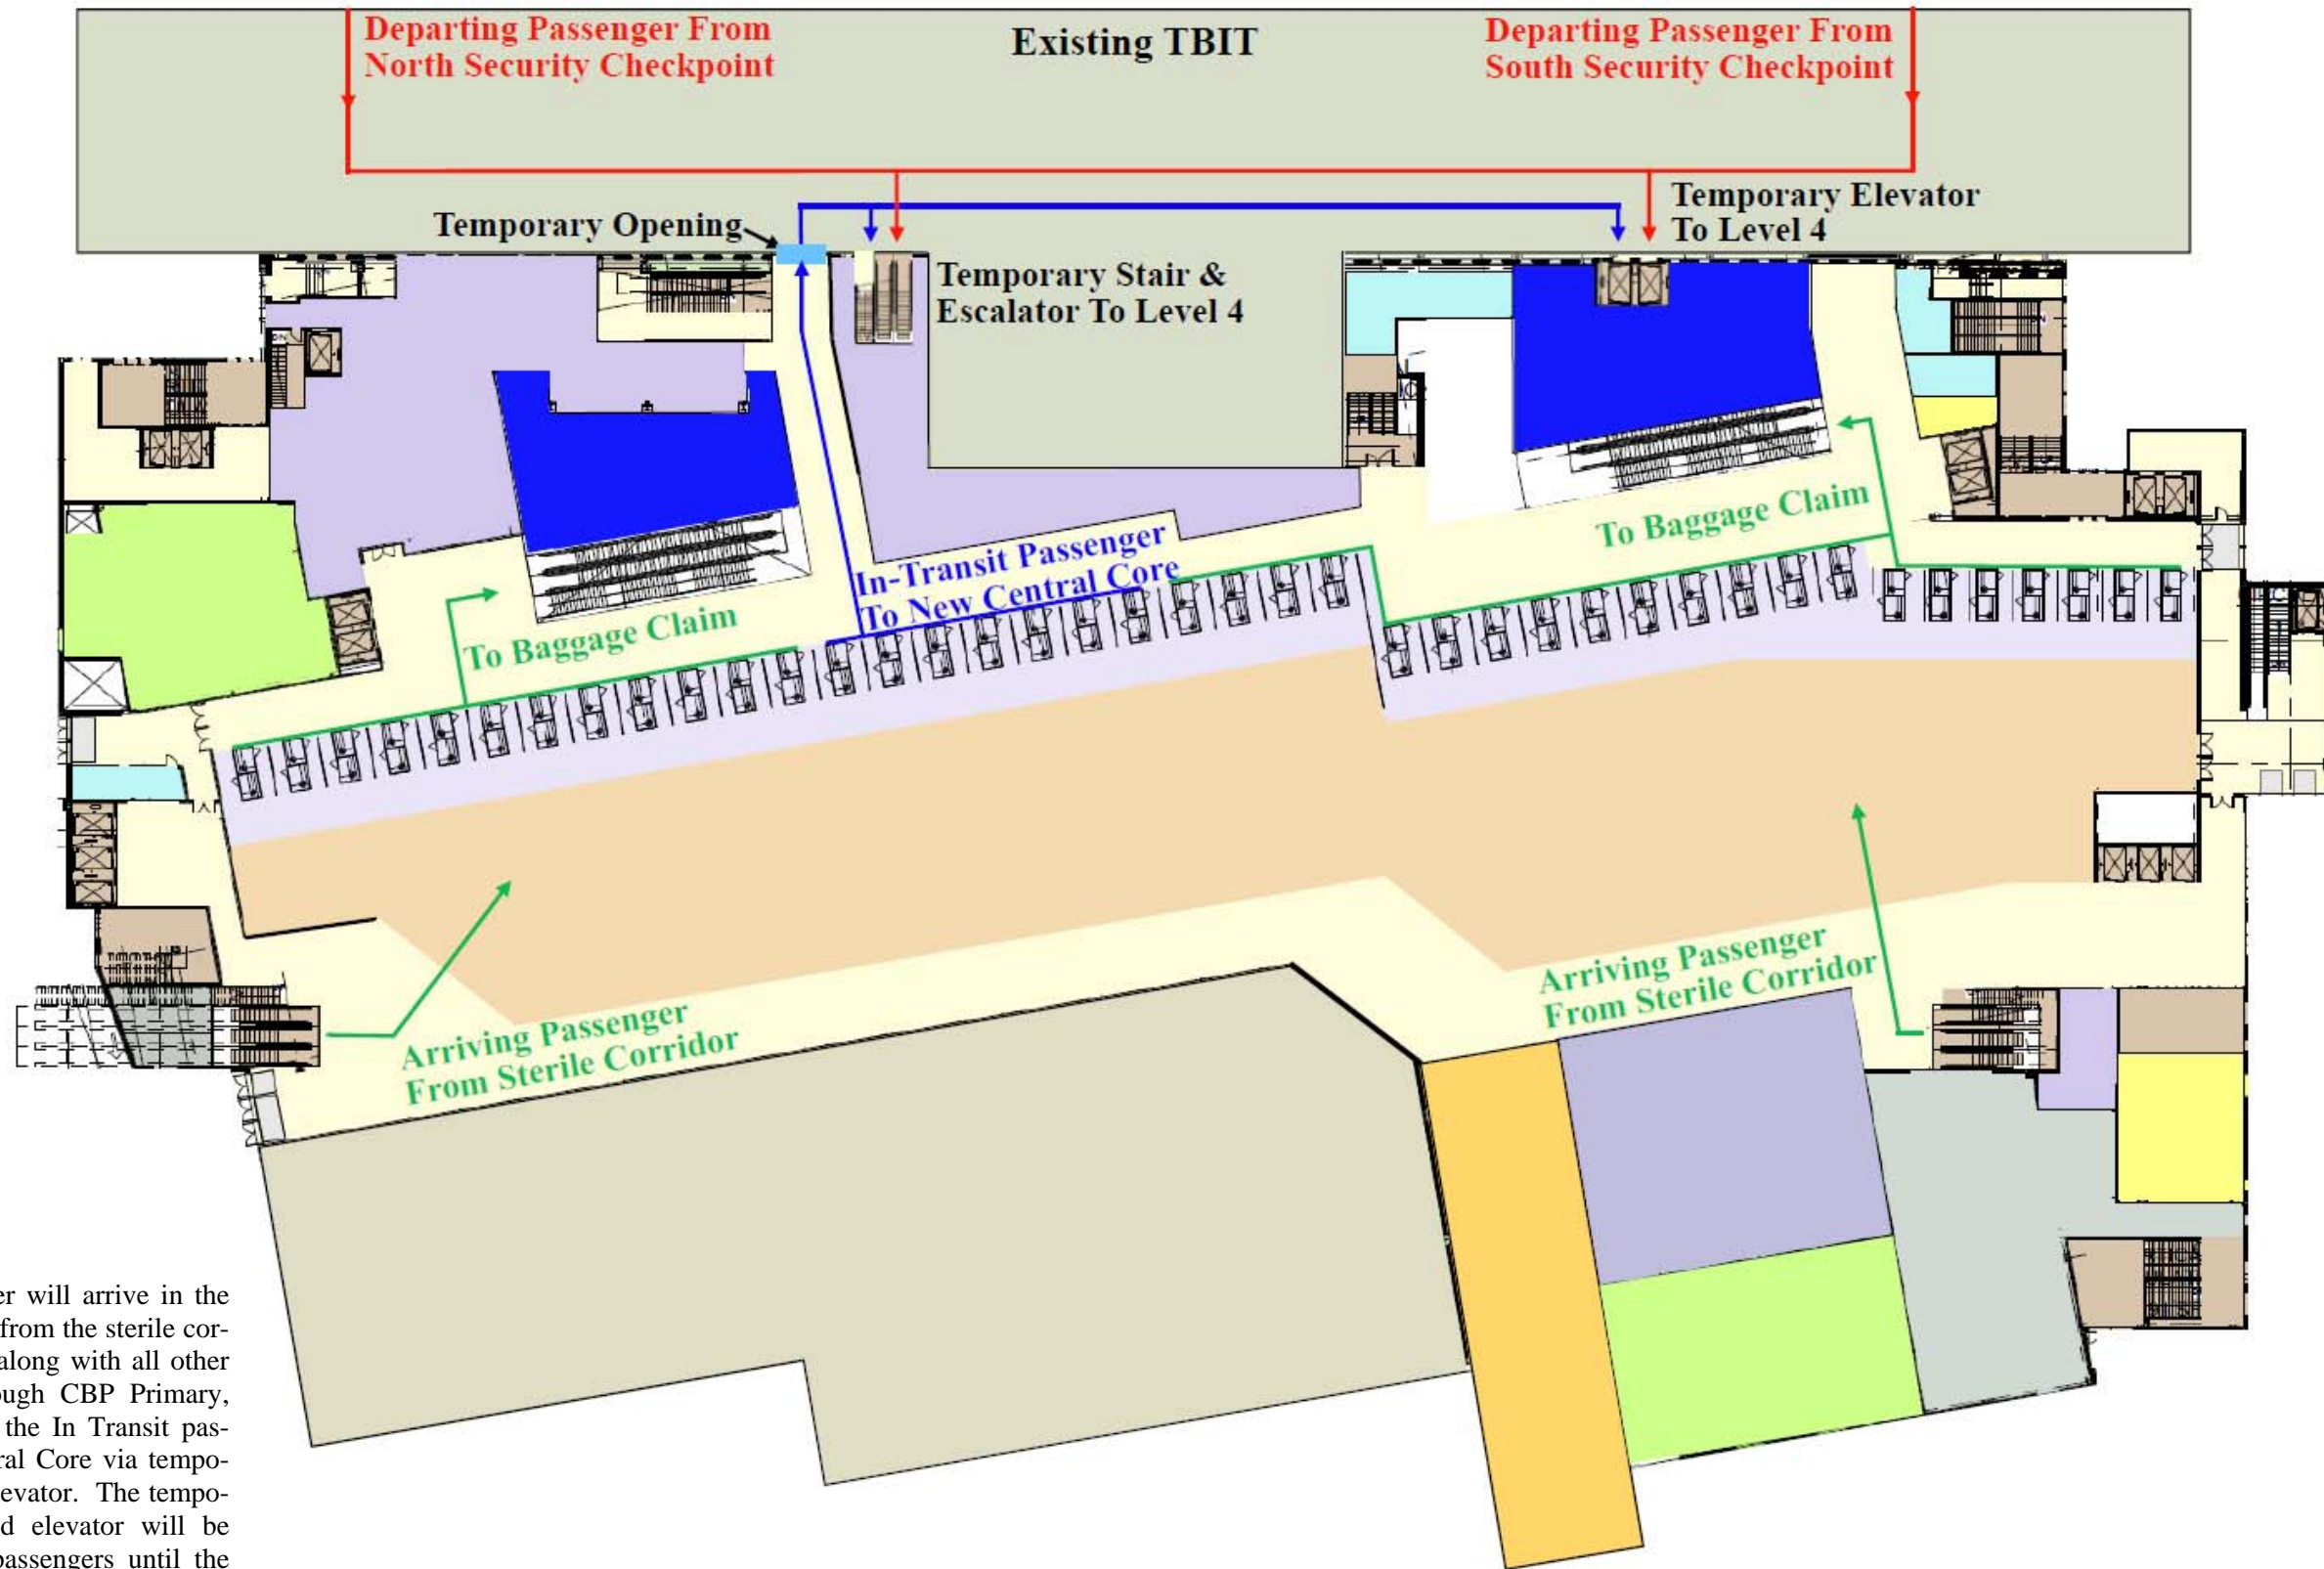 Departing Passenger From
North Security Checkpoint
Existing TBIT
Departing Passenger From
South Security Checkpoint
Temporary Opening
Temporary Elevator
To Level 4
Temporary Stair &
Escalator To Level 4
To Baggage Claim
In-Transit Passenger
To New Central Core
To Baggage Claim
Arriving Passenger
From Sterile Corridor
Arriving Passenger
From Sterile Corridor
er will arrive in the
from the sterile cor-
along with all other
ough CBP Primary,
the In Transit pas-
ral Core via tempo-
evator. The tempo-
d elevator will be
passengers until the